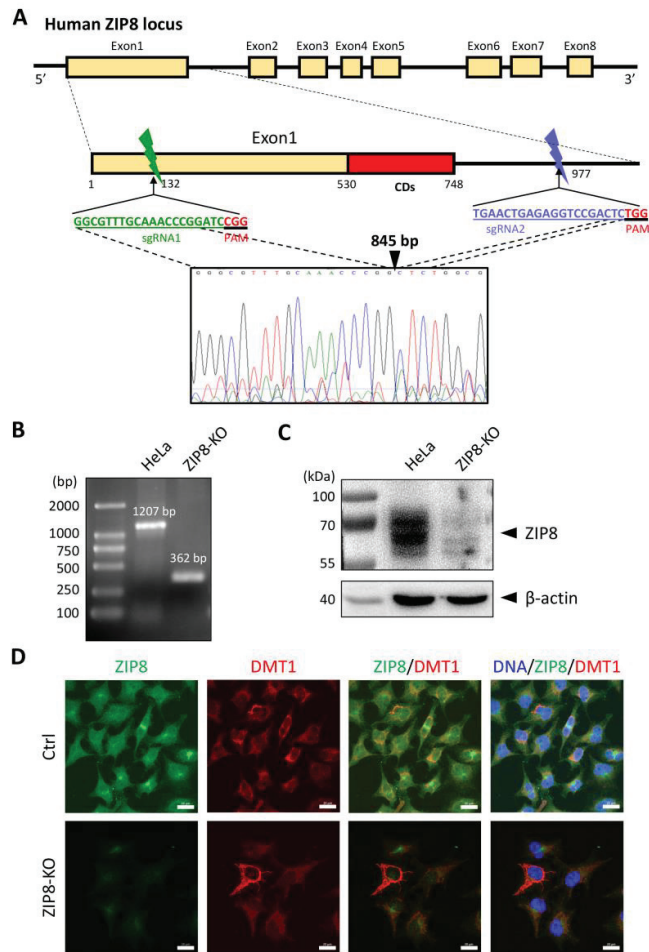 A
Human ZIP8 locus
Exon1 Exon2 Exon3 Exon4 Exon5 Exon6 Exon7 Exon8
5' 3'
Exon1
1 132 530 CDs 748 977
GGCGTTTGCAAACCCGGATCCGG TGAACTGAGAGGTCCGACTCTGG
sgRNA1 PAM sgRNA2 PAM
845 bp
G G G C G T T T G C A A A C C C G G C T C T G G C G
B
HeLa ZIP8-KO
(bp)
2000
1207 bp
1000
750
500
362 bp
250
100
C
HeLa ZIP8-KO
(kDa)
100
70
ZIP8
55
40
β-actin
D
ZIP8 DMT1 ZIP8/DMT1 DNA/ZIP8/DMT1
Ctrl
ZIP8-KO